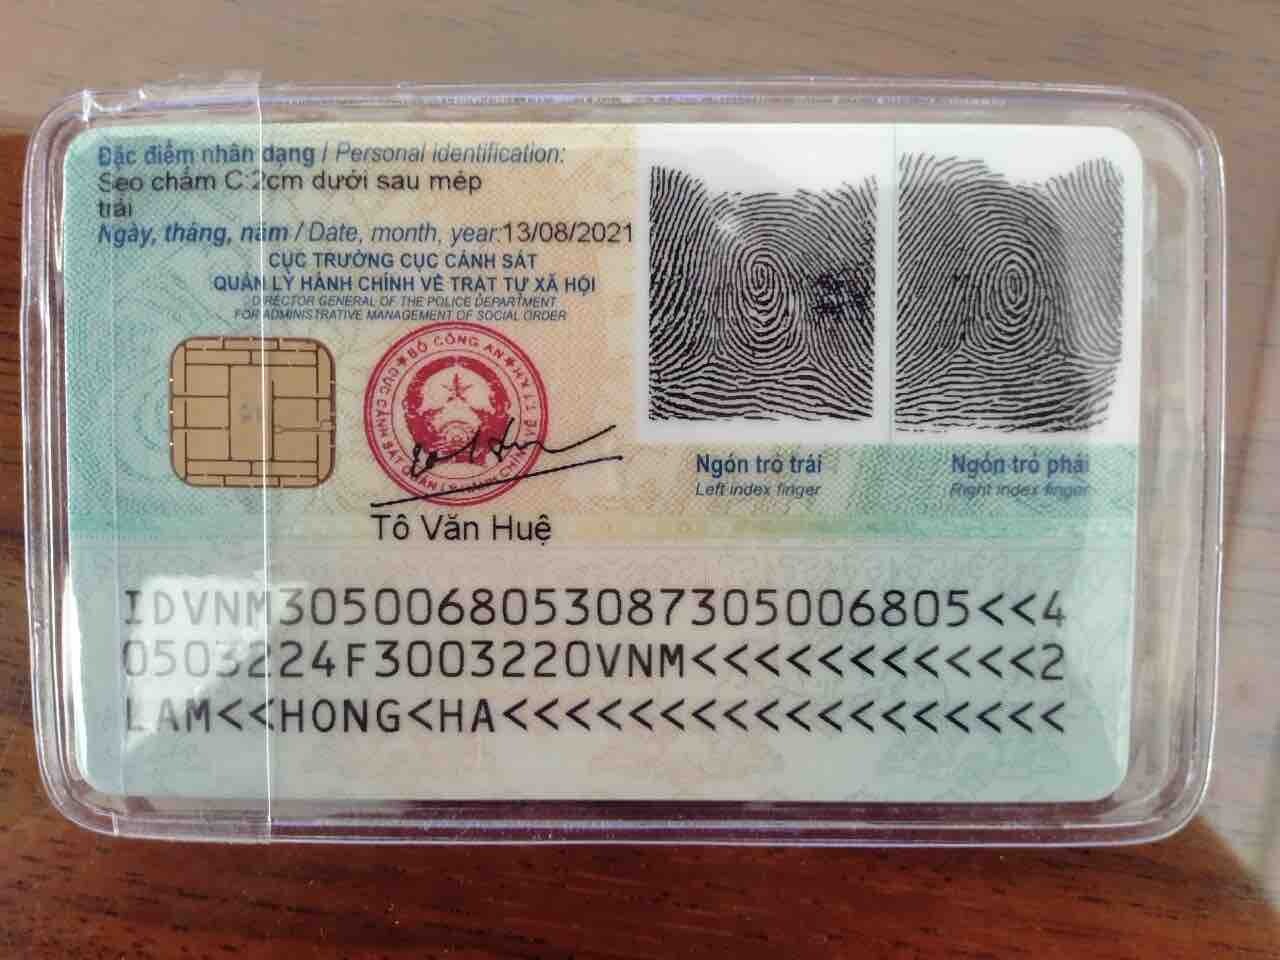 Đặc điểm nhân dạng / Personal identification:
Sẹo chấm C:2cm dưới sau mép
trái
Ngày, tháng, năm / Date, month, year:13/08/2021
CỤC TRƯỞNG CỤC CẢNH SÁT
QUẢN LÝ HÀNH CHÍNH VỀ TRẬT TỰ XÃ HỘI
DIRECTOR GENERAL OF THE POLICE DEPARTMENT
FOR ADMINISTRATIVE MANAGEMENT OF SOCIAL ORDER
BỘ CÔNG AN
Tô Văn Huệ
Ngón trỏ trái
Left index finger
Ngón trỏ phải
Right index finger
IDVNM3050068053087305006805<<4
0503224F3003220VNM<<<<<<<<<<<2
LAM<<HONG<HA<<<<<<<<<<<<<<<<<<